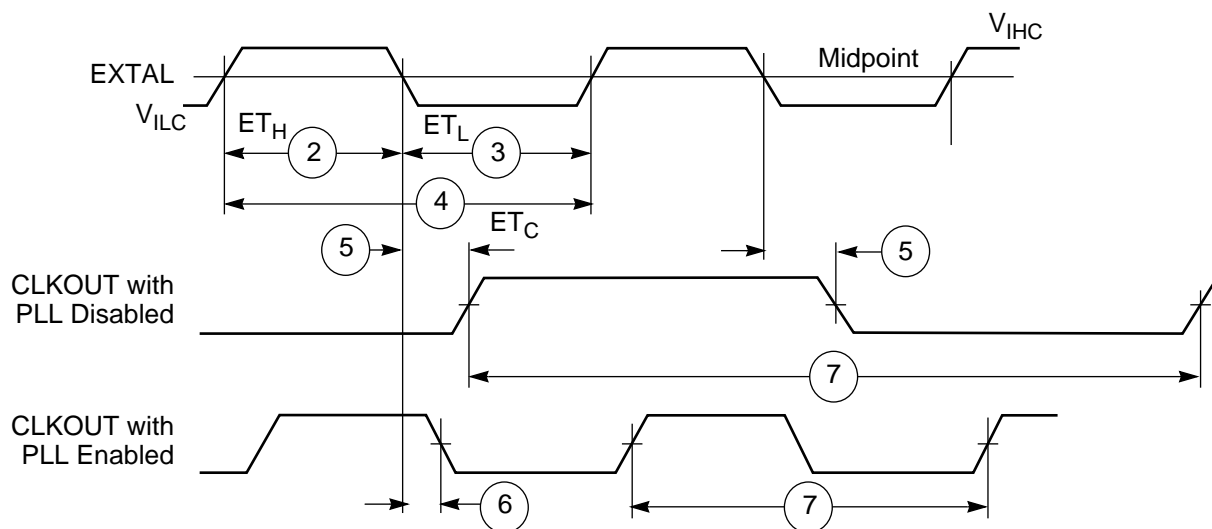 V_IHC
EXTAL
Midpoint
V_ILC
ET_H
ET_L
2
3
4
ET_C
5
5
CLKOUT with
PLL Disabled
7
CLKOUT with
PLL Enabled
6
7